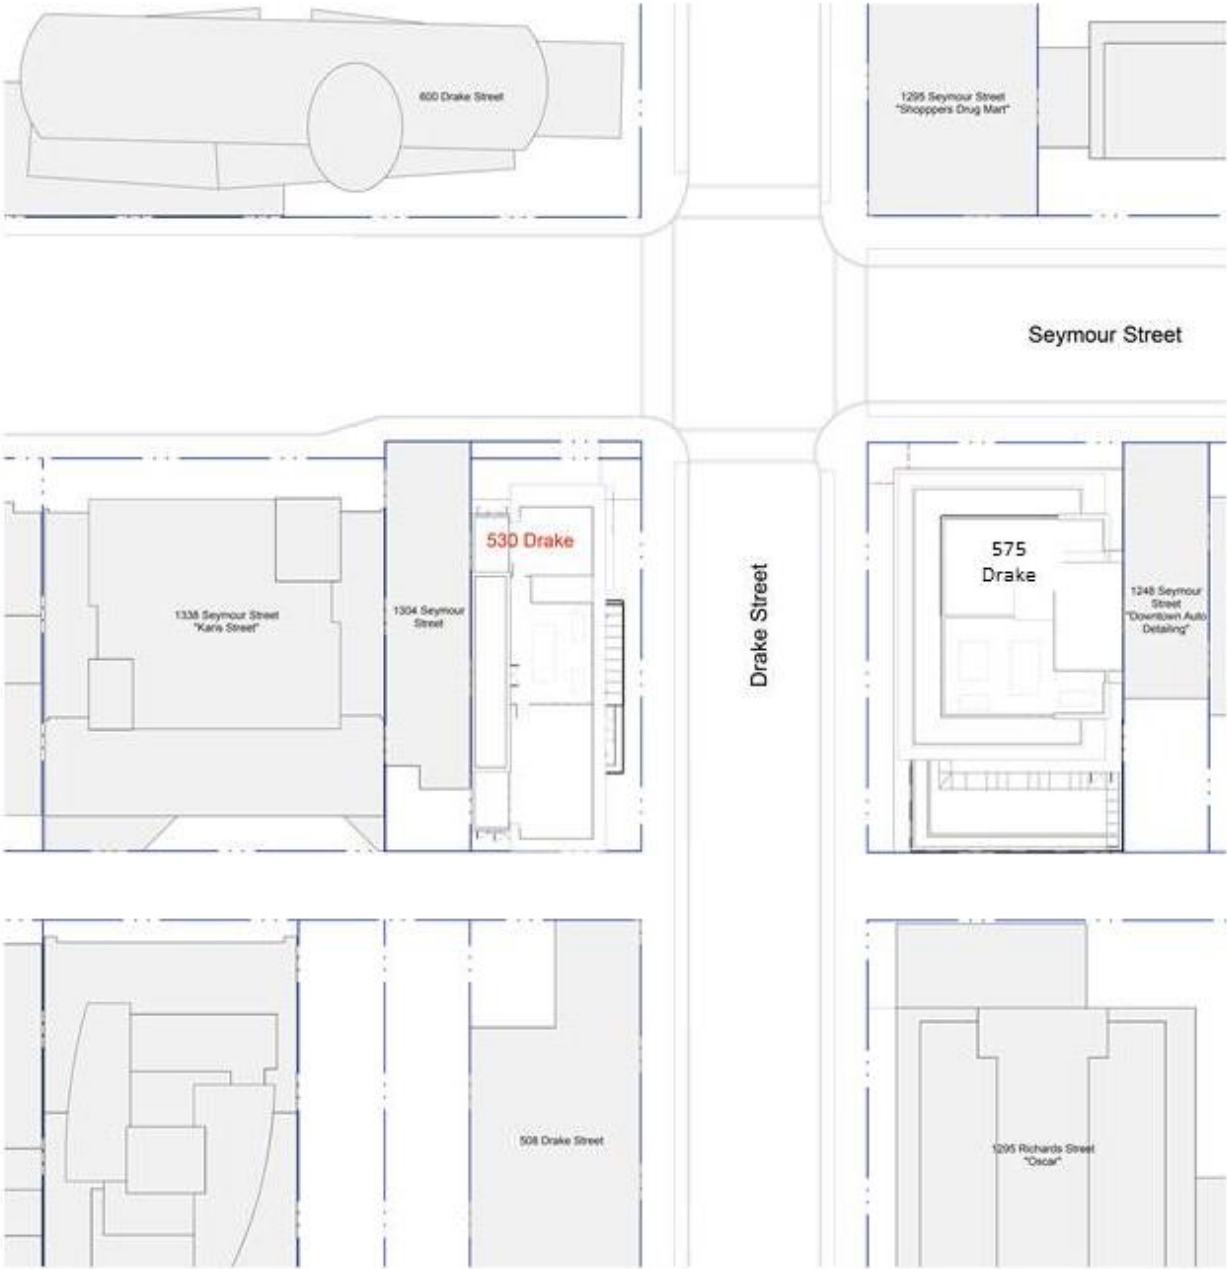 600 Drake Street
1295 Seymour Street
"Shopppers Drug Mart"
Seymour Street
530 Drake
575
Drake
1338 Seymour Street
"Karis Street"
1304 Seymour
Street
Drake Street
1248 Seymour
Street
"Downtown Auto
Detailing"
508 Drake Street
1295 Richards Street
"Oscar"